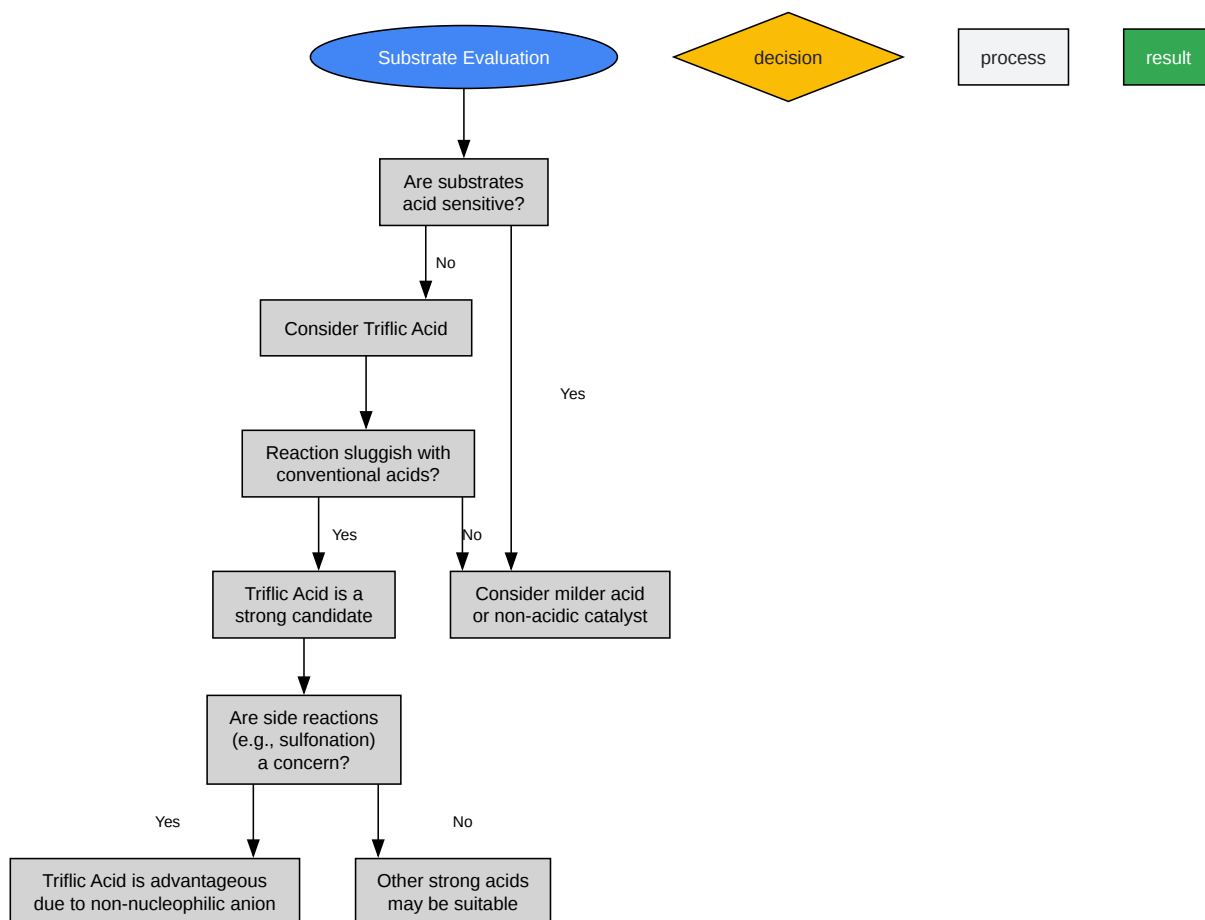 Substrate Evaluation
decision
process
result
Are substrates
acid sensitive?
No
Consider Triflic Acid
Yes
Reaction sluggish with
conventional acids?
Yes
No
Triflic Acid is a
strong candidate
Consider milder acid
or non-acidic catalyst
Are side reactions
(e.g., sulfonation)
a concern?
Yes
No
Triflic Acid is advantageous
due to non-nucleophilic anion
Other strong acids
may be suitable